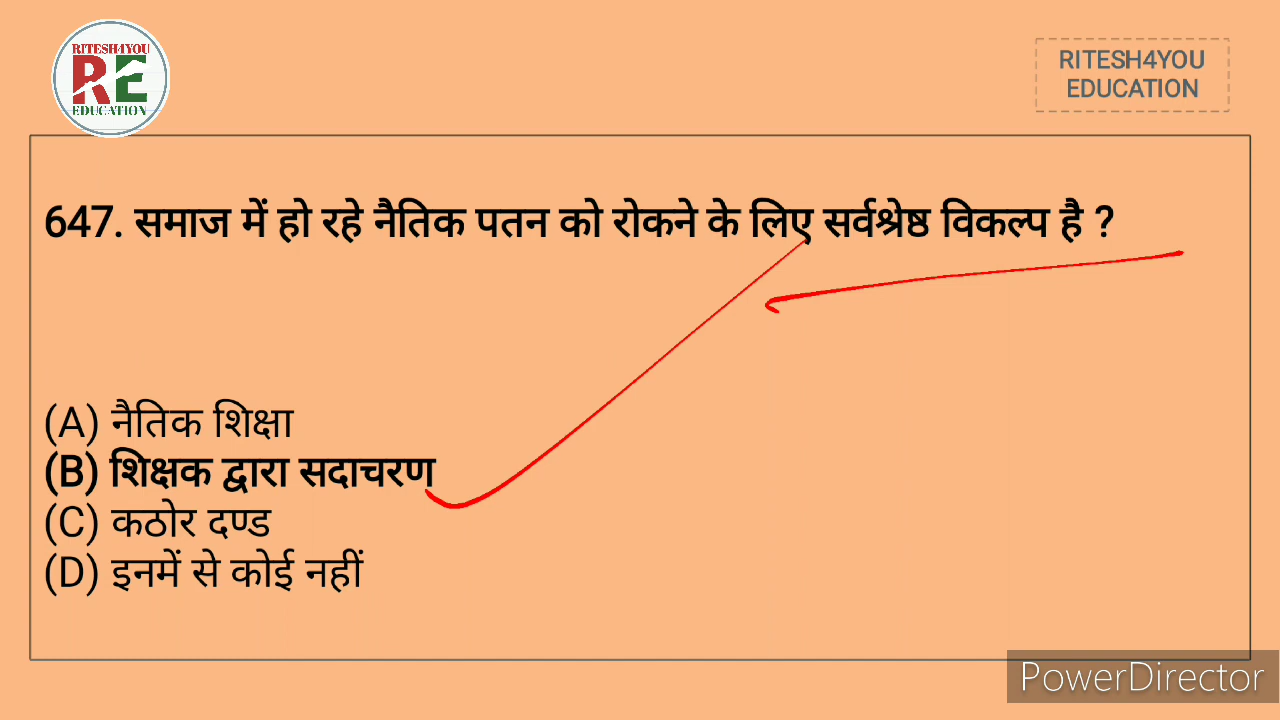 RITESH4YOU
RE
EDUCATION
RITESH4YOU
EDUCATION
647. समाज में हो रहे नैतिक पतन को रोकने के लिए सर्वश्रेष्ठ विकल्प है ?
(A) नैतिक शिक्षा
(B) शिक्षक द्वारा सदाचरण
(C) कठोर दण्ड
(D) इनमें से कोई नहीं
PowerDirector